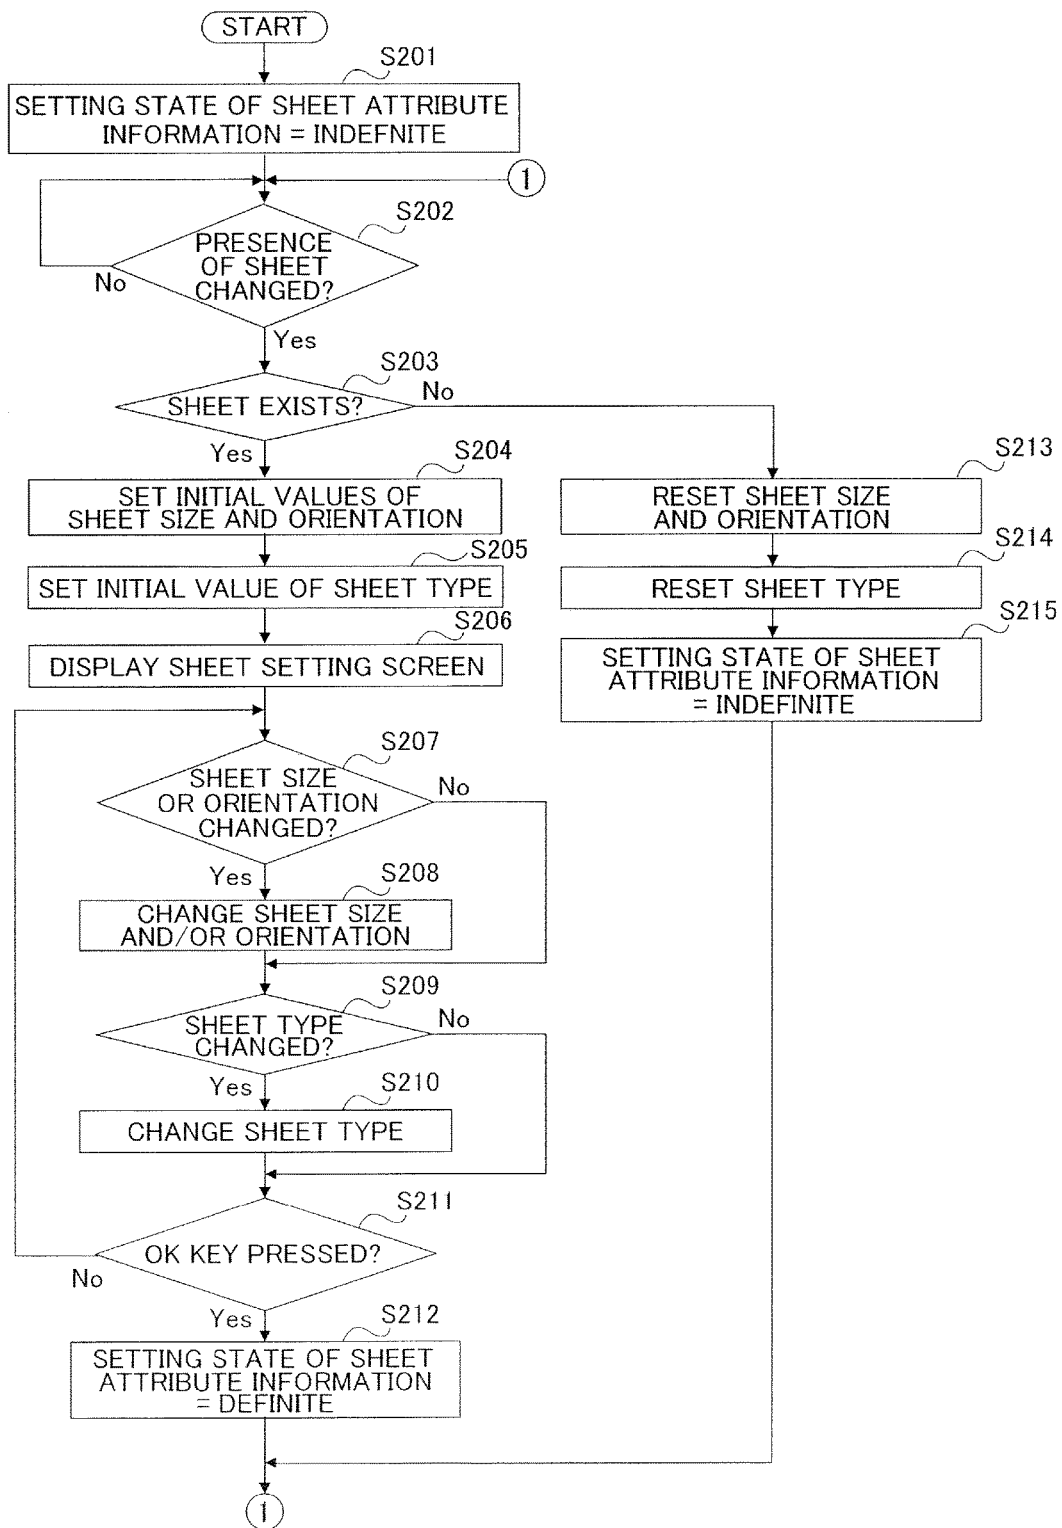 START
S201
SETTING STATE OF SHEET ATTRIBUTE
INFORMATION = INDEFNITE
1
S202
PRESENCE
OF SHEET
CHANGED?
No
Yes
S203
SHEET EXISTS?
No
Yes
S204
SET INITIAL VALUES OF
SHEET SIZE AND ORIENTATION
S205
SET INITIAL VALUE OF SHEET TYPE
S206
DISPLAY SHEET SETTING SCREEN
S213
RESET SHEET SIZE
AND ORIENTATION
S214
RESET SHEET TYPE
S215
SETTING STATE OF SHEET
ATTRIBUTE INFORMATION
= INDEFINITE
S207
SHEET SIZE
OR ORIENTATION
CHANGED?
No
Yes
S208
CHANGE SHEET SIZE
AND/OR ORIENTATION
S209
SHEET TYPE
CHANGED?
No
Yes
S210
CHANGE SHEET TYPE
S211
OK KEY PRESSED?
No
Yes
S212
SETTING STATE OF SHEET
ATTRIBUTE INFORMATION
= DEFINITE
1